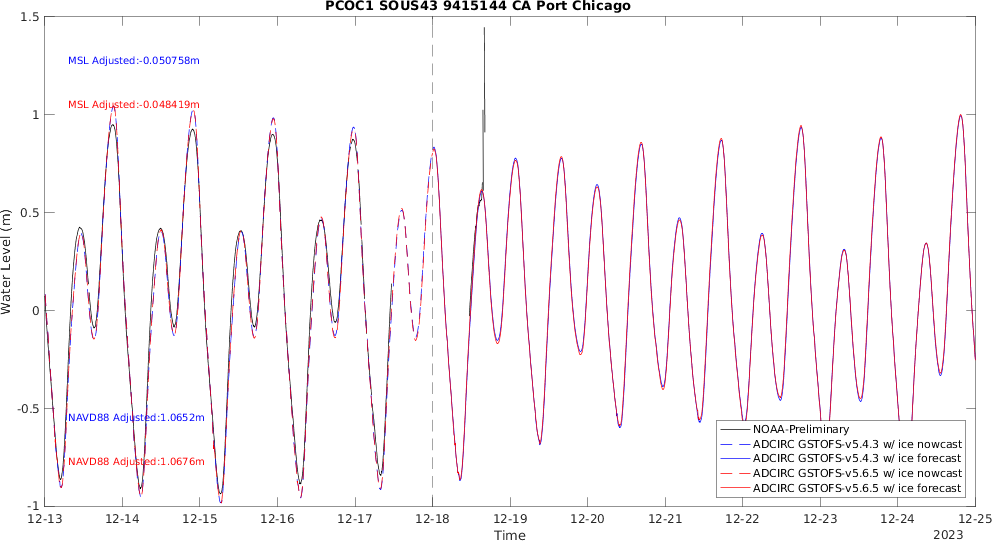 PCOC1 SOUS43 9415144 CA Port Chicago
1.5
1
0.5
0
-0.5
-1
Water Level (m)
MSL Adjusted:-0.050758m
MSL Adjusted:-0.048419m
NAVD88 Adjusted:1.0652m
NAVD88 Adjusted:1.0676m
NOAA-Preliminary
ADCIRC GSTOFS-v5.4.3 w/ ice nowcast
ADCIRC GSTOFS-v5.4.3 w/ ice forecast
ADCIRC GSTOFS-v5.6.5 w/ ice nowcast
ADCIRC GSTOFS-v5.6.5 w/ ice forecast
12-13 12-14 12-15 12-16 12-17 12-18 12-19 12-20 12-21 12-22 12-23 12-24 12-25
Time
2023